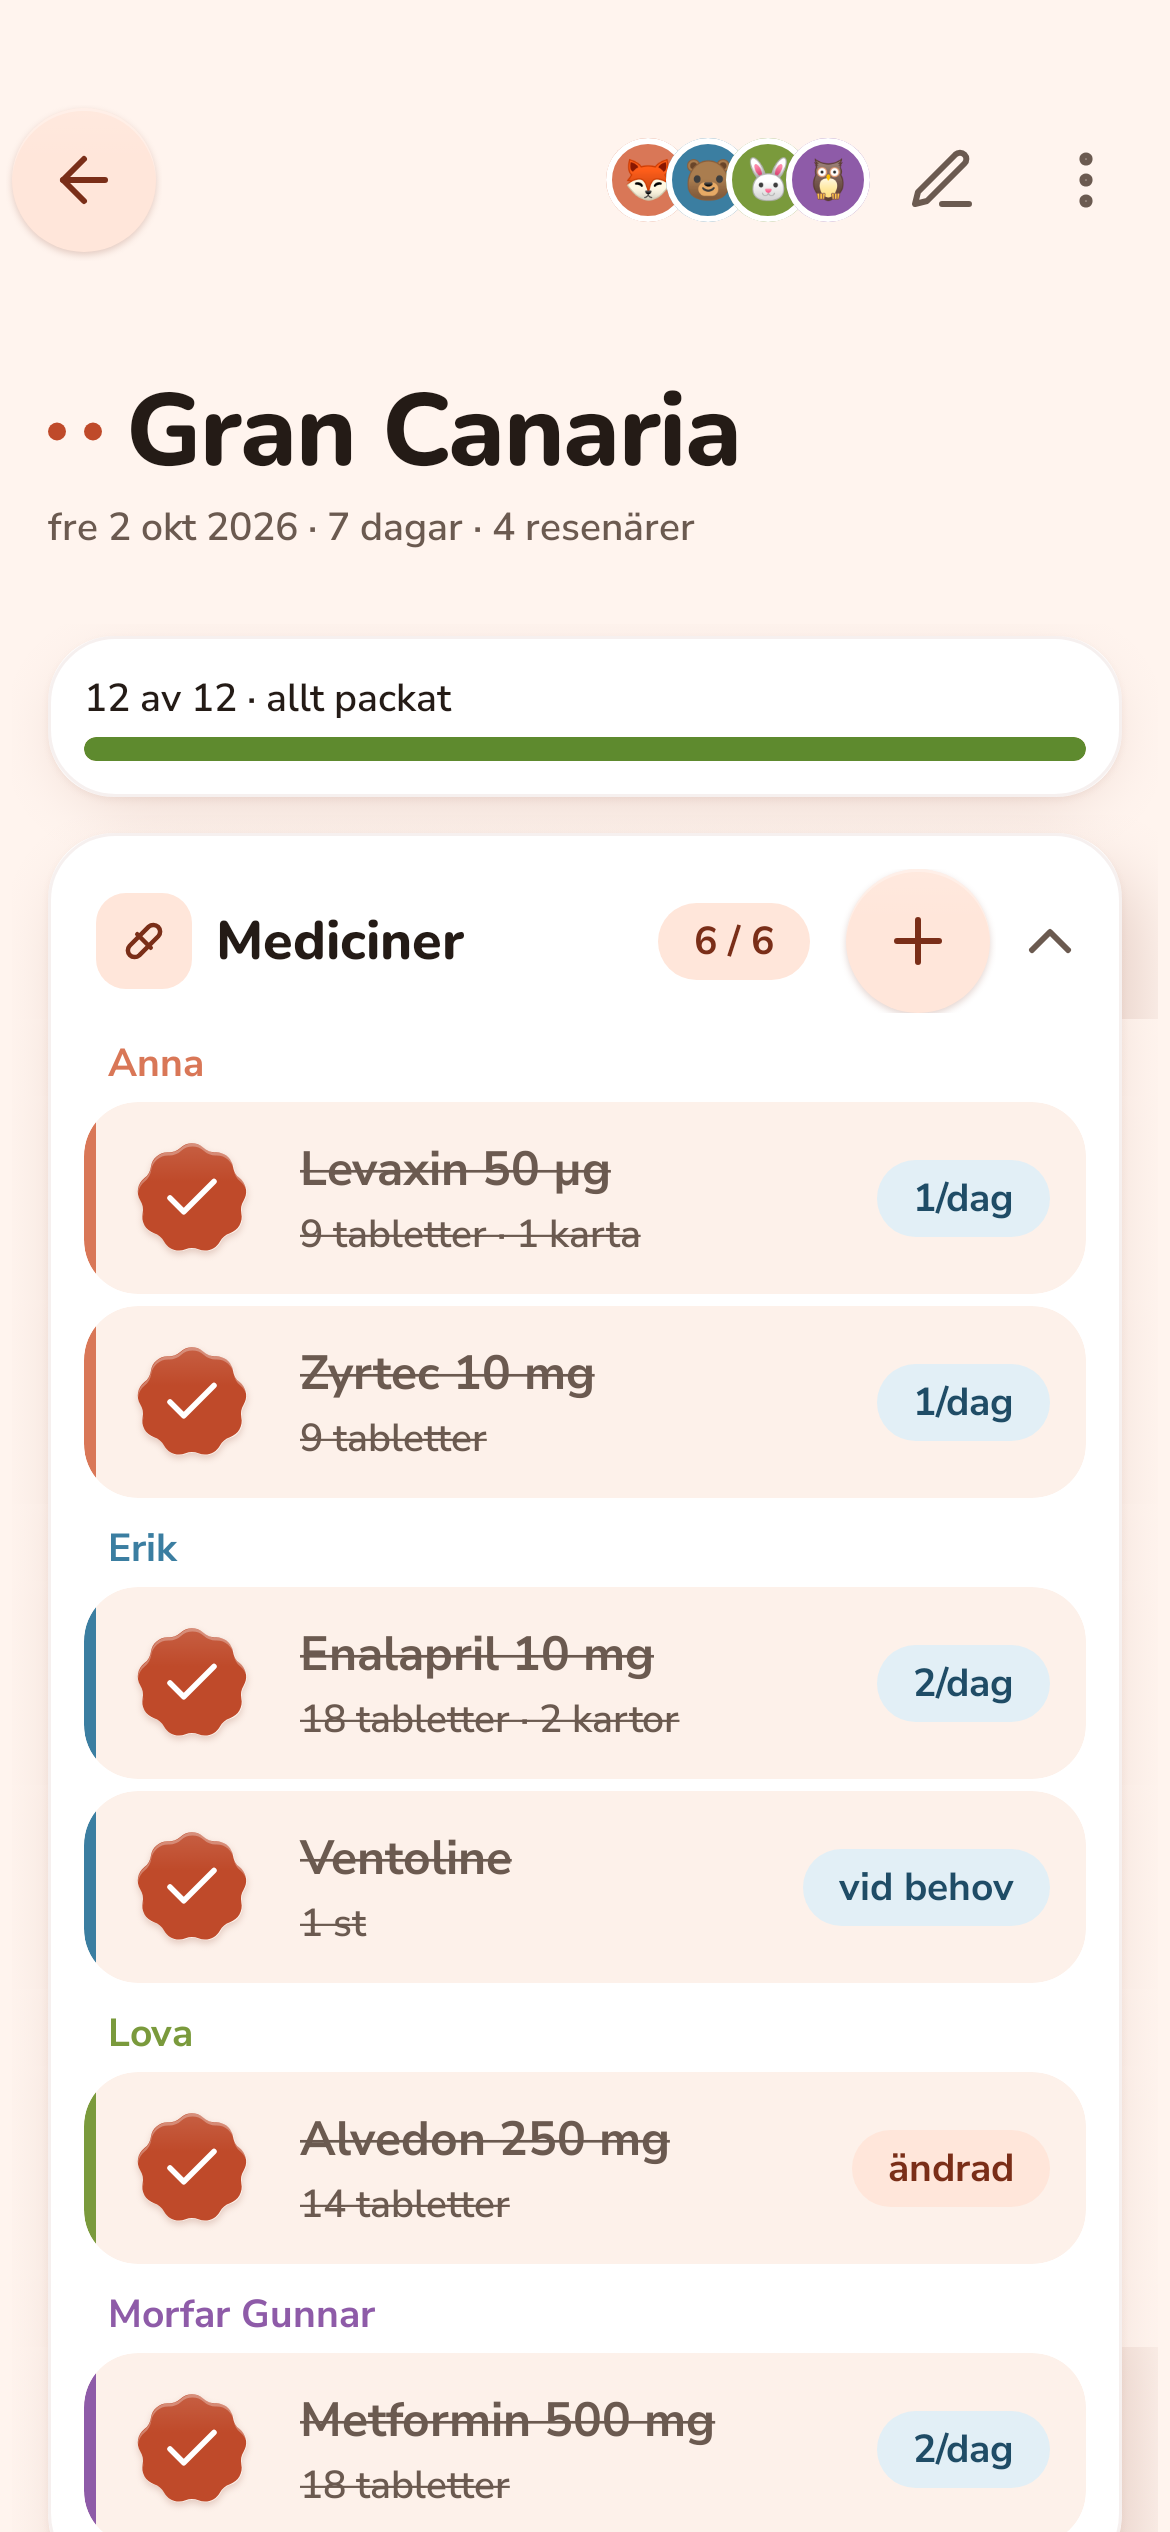 Gran Canaria
fre 2 okt 2026 · 7 dagar · 4 resenärer
12 av 12 · allt packat
Mediciner
6 / 6
Anna
Levaxin 50 µg
1/dag
9 tabletter · 1 karta
Zyrtec 10 mg
1/dag
9 tabletter
Erik
Enalapril 10 mg
2/dag
18 tabletter · 2 kartor
Ventoline
vid behov
1 st
Lova
Alvedon 250 mg
ändrad
14 tabletter
Morfar Gunnar
Metformin 500 mg
2/dag
18 tabletter